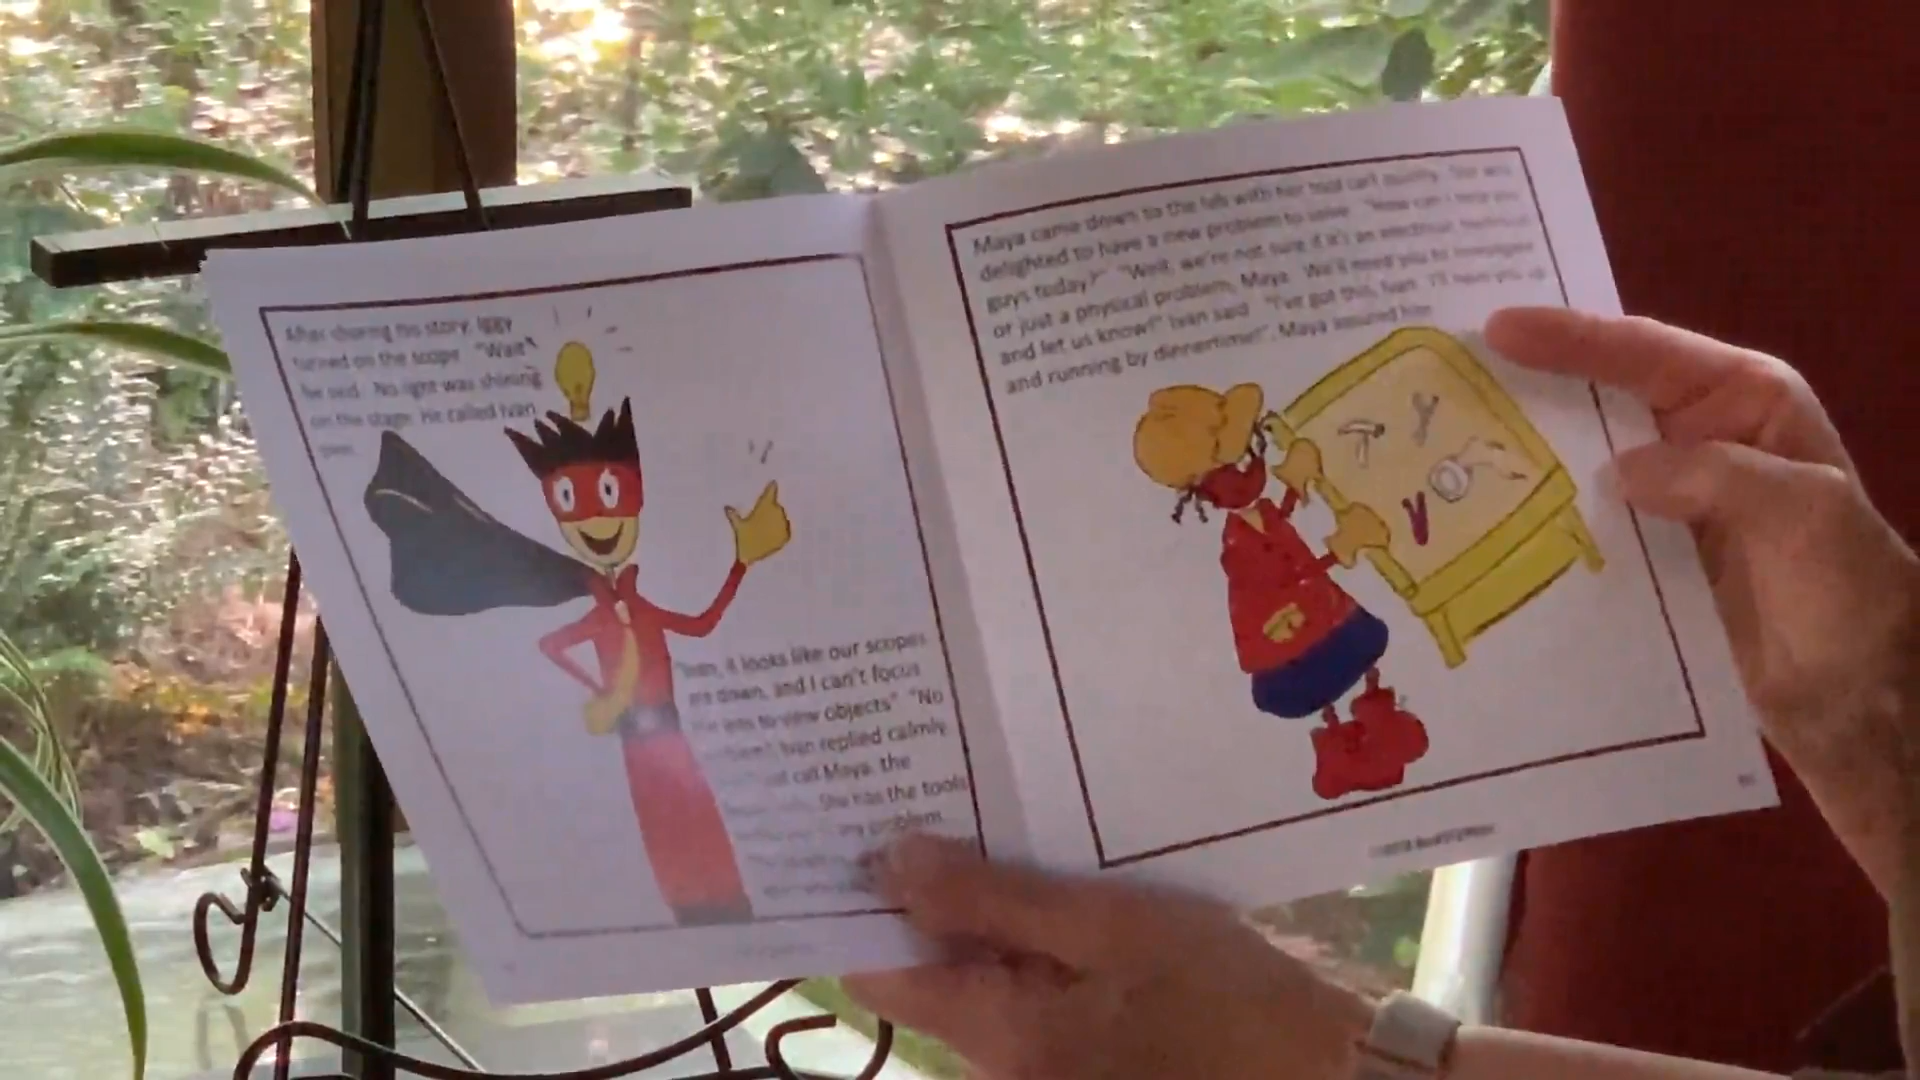 After sharing his story, Iggy
turned on the scope. "Wait"
he said. No light was shining
on the stage. He called Ivan
over.
"Ivan, it looks like our scopes
are down, and I can't focus
the lens to view objects" "No
problem", Ivan replied calmly.
call Maya, the
She has the tools
any problem
Maya came down to the lab with her tool cart quickly. She was
delighted to have a new problem to solve. "How can I help you
guys today?" "Well, we're not sure if it's an electrical, technical
or just a physical problem, Maya. We'll need you to investigate
and let us know!" Ivan said. "I've got this, Ivan. I'll have you up
and running by dinnertime!", Maya assured him.